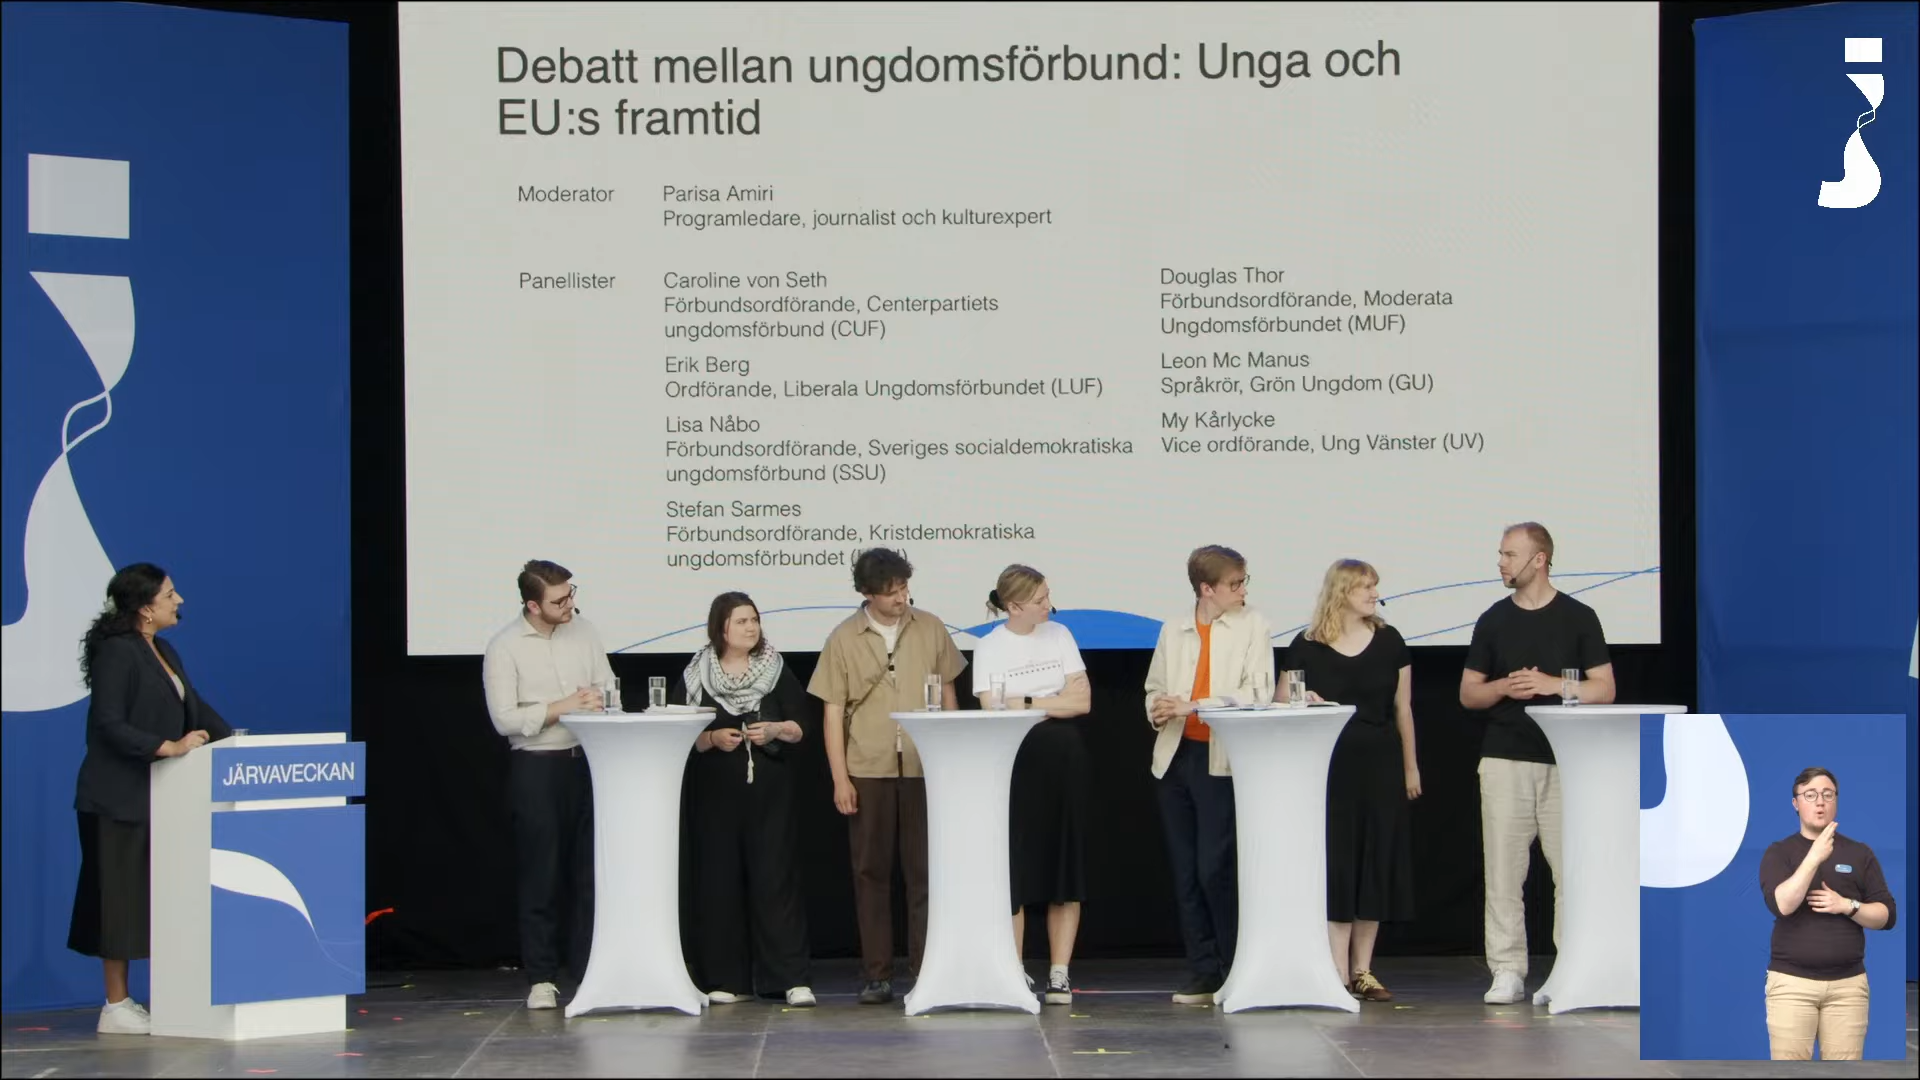 Debatt mellan ungdomsförbund: Unga och
EU:s framtid
Moderator
Parisa Amiri
Programledare, journalist och kulturexpert
Panellister
Caroline von Seth
Förbundsordförande, Centerpartiets
ungdomsförbund (CUF)
Erik Berg
Ordförande, Liberala Ungdomsförbundet (LUF)
Lisa Nåbo
Förbundsordförande, Sveriges socialdemokratiska
ungdomsförbund (SSU)
Stefan Sarmes
Förbundsordförande, Kristdemokratiska
ungdomsförbundet
Douglas Thor
Förbundsordförande, Moderata
Ungdomsförbundet (MUF)
Leon Mc Manus
Språkrör, Grön Ungdom (GU)
My Kårlycke
Vice ordförande, Ung Vänster (UV)
JÄRVAVECKAN